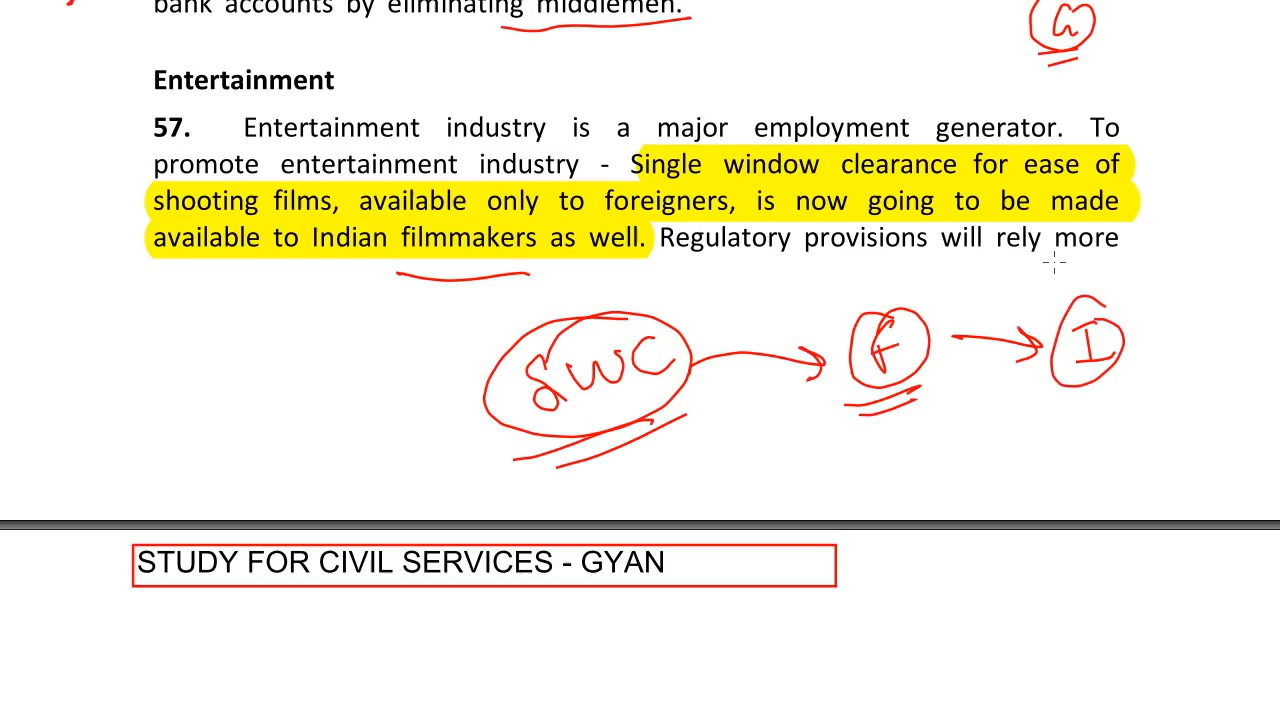 bank accounts by eliminating middlemen.
G
Entertainment
57. Entertainment industry is a major employment generator. To
promote entertainment industry - Single window clearance for ease of
shooting films, available only to foreigners, is now going to be made
available to Indian filmmakers as well. Regulatory provisions will rely more
SWC F I
STUDY FOR CIVIL SERVICES - GYAN